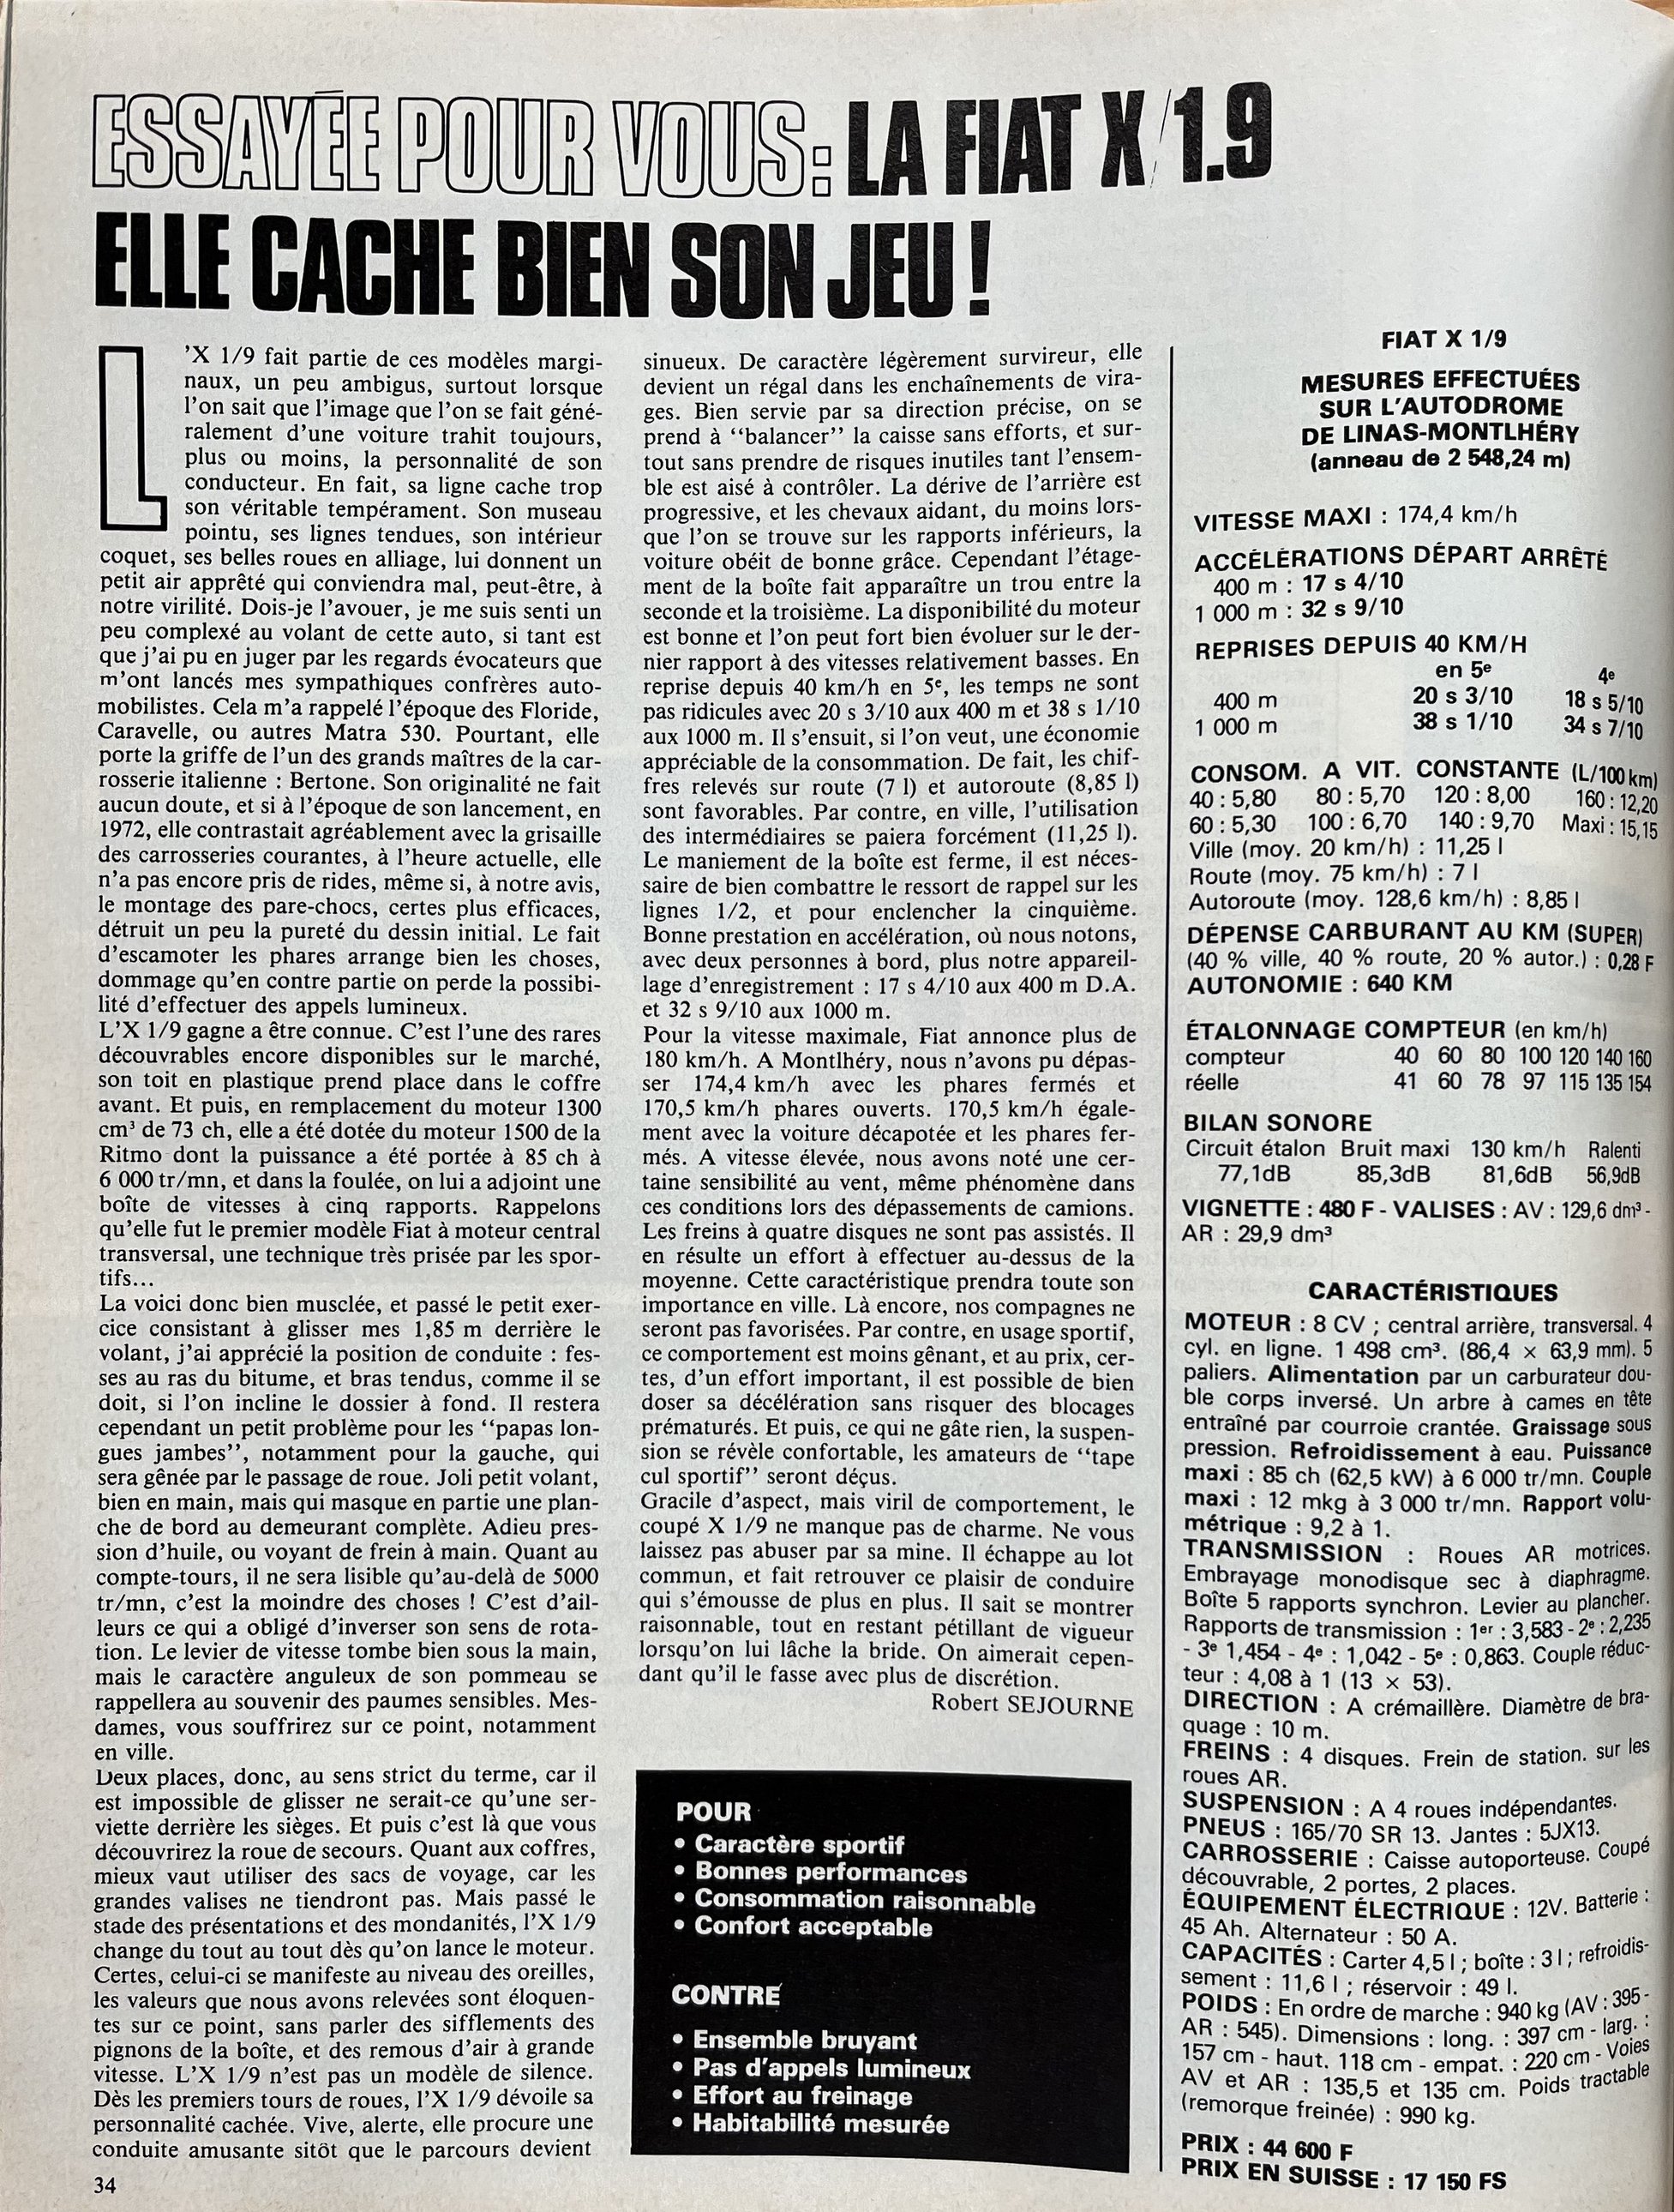 ESSAYÉE POUR VOUS: LA FIAT X/1.9
ELLE CACHE BIEN SON JEU !
L'X 1/9 fait partie de ces modèles margi-
naux, un peu ambigus, surtout lorsque
l'on sait que l'image que l'on se fait géné-
ralement d'une voiture trahit toujours,
plus ou moins, la personnalité de son
conducteur. En fait, sa ligne cache trop
son véritable tempérament. Son museau
pointu, ses lignes tendues, son intérieur
coquet, ses belles roues en alliage, lui donnent un
petit air apprêté qui conviendra mal, peut-être, à
notre virilité. Dois-je l'avouer, je me suis senti un
peu complexé au volant de cette auto, si tant est
que j'ai pu en juger par les regards évocateurs que
m'ont lancés mes sympathiques confrères auto-
mobilistes. Cela m'a rappelé l'époque des Floride,
Caravelle, ou autres Matra 530. Pourtant, elle
porte la griffe de l'un des grands maîtres de la car-
rosserie italienne : Bertone. Son originalité ne fait
aucun doute, et si à l'époque de son lancement, en
1972, elle contrastait agréablement avec la grisaille
des carrosseries courantes, à l'heure actuelle, elle
n'a pas encore pris de rides, même si, à notre avis,
le montage des pare-chocs, certes plus efficaces,
détruit un peu la pureté du dessin initial. Le fait
d'escamoter les phares arrange bien les choses,
dommage qu'en contre partie on perde la possibi-
lité d'effectuer des appels lumineux.
L'X 1/9 gagne a être connue. C'est l'une des rares
découvrables encore disponibles sur le marché,
son toit en plastique prend place dans le coffre
avant. Et puis, en remplacement du moteur 1300
cm³ de 73 ch, elle a été dotée du moteur 1500 de la
Ritmo dont la puissance a été portée à 85 ch à
6 000 tr/mn, et dans la foulée, on lui a adjoint une
boîte de vitesses à cinq rapports. Rappelons
qu'elle fut le premier modèle Fiat à moteur central
transversal, une technique très prisée par les spor-
tifs...
La voici donc bien musclée, et passé le petit exer-
cice consistant à glisser mes 1,85 m derrière le
volant, j'ai apprécié la position de conduite : fes-
ses au ras du bitume, et bras tendus, comme il se
doit, si l'on incline le dossier à fond. Il restera
cependant un petit problème pour les “papas lon-
gues jambes”, notamment pour la gauche, qui
sera gênée par le passage de roue. Joli petit volant,
bien en main, mais qui masque en partie une plan-
che de bord au demeurant complète. Adieu pres-
sion d'huile, ou voyant de frein à main. Quant au
compte-tours, il ne sera lisible qu'au-delà de 5000
tr/mn, c'est la moindre des choses ! C'est d'ail-
leurs ce qui a obligé d'inverser son sens de rota-
tion. Le levier de vitesse tombe bien sous la main,
mais le caractère anguleux de son pommeau se
rappellera au souvenir des paumes sensibles. Mes-
dames, vous souffrirez sur ce point, notamment
en ville.
Deux places, donc, au sens strict du terme, car il
est impossible de glisser ne serait-ce qu'une ser-
viette derrière les sièges. Et puis c'est là que vous
découvrirez la roue de secours. Quant aux coffres,
mieux vaut utiliser des sacs de voyage, car les
grandes valises ne tiendront pas. Mais passé le
stade des présentations et des mondanités, l'X 1/9
change du tout au tout dès qu'on lance le moteur.
Certes, celui-ci se manifeste au niveau des oreilles,
les valeurs que nous avons relevées sont éloquen-
tes sur ce point, sans parler des sifflements des
pignons de la boîte, et des remous d'air à grande
vitesse. L'X 1/9 n'est pas un modèle de silence.
Dès les premiers tours de roues, l'X 1/9 dévoile sa
personnalité cachée. Vive, alerte, elle procure une
conduite amusante sitôt que le parcours devient
34
sinueux. De caractère légèrement survireur, elle
devient un régal dans les enchaînements de vira-
ges. Bien servie par sa direction précise, on se
prend à “balancer” la caisse sans efforts, et sur-
tout sans prendre de risques inutiles tant l'ensem-
ble est aisé à contrôler. La dérive de l'arrière est
progressive, et les chevaux aidant, du moins lors-
que l'on se trouve sur les rapports inférieurs, la
voiture obéit de bonne grâce. Cependant l'étage-
ment de la boîte fait apparaître un trou entre la
seconde et la troisième. La disponibilité du moteur
est bonne et l'on peut fort bien évoluer sur le der-
nier rapport à des vitesses relativement basses. En
reprise depuis 40 km/h en 5e, les temps ne sont
pas ridicules avec 20 s 3/10 aux 400 m et 38 s 1/10
aux 1000 m. Il s'ensuit, si l'on veut, une économie
appréciable de la consommation. De fait, les chif-
fres relevés sur route (7 l) et autoroute (8,85 l)
sont favorables. Par contre, en ville, l'utilisation
des intermédiaires se paiera forcément (11,25 l).
Le maniement de la boîte est ferme, il est néces-
saire de bien combattre le ressort de rappel sur les
lignes 1/2, et pour enclencher la cinquième.
Bonne prestation en accélération, où nous notons,
avec deux personnes à bord, plus notre appareil-
lage d'enregistrement : 17 s 4/10 aux 400 m D.A.
et 32 s 9/10 aux 1000 m.
Pour la vitesse maximale, Fiat annonce plus de
180 km/h. A Montlhéry, nous n'avons pu dépas-
ser 174,4 km/h avec les phares fermés et
170,5 km/h phares ouverts. 170,5 km/h égale-
ment avec la voiture décapotée et les phares fer-
més. A vitesse élevée, nous avons noté une cer-
taine sensibilité au vent, même phénomène dans
ces conditions lors des dépassements de camions.
Les freins à quatre disques ne sont pas assistés. Il
en résulte un effort à effectuer au-dessus de la
moyenne. Cette caractéristique prendra toute son
importance en ville. Là encore, nos compagnes ne
seront pas favorisées. Par contre, en usage sportif,
ce comportement est moins gênant, et au prix, cer-
tes, d'un effort important, il est possible de bien
doser sa décélération sans risquer des blocages
prématurés. Et puis, ce qui ne gâte rien, la suspen-
sion se révèle confortable, les amateurs de “tape
cul sportif” seront déçus.
Gracile d'aspect, mais viril de comportement, le
coupé X 1/9 ne manque pas de charme. Ne vous
laissez pas abuser par sa mine. Il échappe au lot
commun, et fait retrouver ce plaisir de conduire
qui s'émousse de plus en plus. Il sait se montrer
raisonnable, tout en restant pétillant de vigueur
lorsqu'on lui lâche la bride. On aimerait cepen-
dant qu'il le fasse avec plus de discrétion.
Robert SEJOURNE
POUR
• Caractère sportif
• Bonnes performances
• Consommation raisonnable
• Confort acceptable
CONTRE
• Ensemble bruyant
• Pas d'appels lumineux
• Effort au freinage
• Habitabilité mesurée
FIAT X 1/9
MESURES EFFECTUÉES
SUR L'AUTODROME
DE LINAS-MONTLHÉRY
(anneau de 2 548,24 m)
VITESSE MAXI : 174,4 km/h
ACCÉLÉRATIONS DÉPART ARRÊTÉ
400 m : 17 s 4/10
1 000 m : 32 s 9/10
REPRISES DEPUIS 40 KM/H
en 5e 4e
400 m 20 s 3/10 18 s 5/10
1 000 m 38 s 1/10 34 s 7/10
CONSOM. A VIT. CONSTANTE (L/100 km)
40 : 5,80 80 : 5,70 120 : 8,00 160 : 12,20
60 : 5,30 100 : 6,70 140 : 9,70 Maxi : 15,15
Ville (moy. 20 km/h) : 11,25 l
Route (moy. 75 km/h) : 7 l
Autoroute (moy. 128,6 km/h) : 8,85 l
DÉPENSE CARBURANT AU KM (SUPER)
(40 % ville, 40 % route, 20 % autor.) : 0,28 F
AUTONOMIE : 640 KM
ÉTALONNAGE COMPTEUR (en km/h)
compteur 40 60 80 100 120 140 160
réelle 41 60 78 97 115 135 154
BILAN SONORE
Circuit étalon Bruit maxi 130 km/h Ralenti
77,1dB 85,3dB 81,6dB 56,9dB
VIGNETTE : 480 F - VALISES : AV : 129,6 dm³ -
AR : 29,9 dm³
CARACTÉRISTIQUES
MOTEUR : 8 CV ; central arrière, transversal. 4
cyl. en ligne. 1 498 cm³. (86,4 × 63,9 mm). 5
paliers. Alimentation par un carburateur dou-
ble corps inversé. Un arbre à cames en tête
entraîné par courroie crantée. Graissage sous
pression. Refroidissement à eau. Puissance
maxi : 85 ch (62,5 kW) à 6 000 tr/mn. Couple
maxi : 12 mkg à 3 000 tr/mn. Rapport volu-
métrique : 9,2 à 1.
TRANSMISSION : Roues AR motrices.
Embrayage monodisque sec à diaphragme.
Boîte 5 rapports synchron. Levier au plancher.
Rapports de transmission : 1er : 3,583 - 2e : 2,235
- 3e 1,454 - 4e : 1,042 - 5e : 0,863. Couple réduc-
teur : 4,08 à 1 (13 × 53).
DIRECTION : A crémaillère. Diamètre de bra-
quage : 10 m.
FREINS : 4 disques. Frein de station. sur les
roues AR.
SUSPENSION : A 4 roues indépendantes.
PNEUS : 165/70 SR 13. Jantes : 5JX13.
CARROSSERIE : Caisse autoporteuse. Coupé
découvrable, 2 portes, 2 places.
ÉQUIPEMENT ÉLECTRIQUE : 12V. Batterie :
45 Ah. Alternateur : 50 A.
CAPACITÉS : Carter 4,5 l ; boîte : 3 l ; refroidis-
sement : 11,6 l ; réservoir : 49 l.
POIDS : En ordre de marche : 940 kg (AV : 395 -
AR : 545). Dimensions : long. : 397 cm - larg. :
157 cm - haut. 118 cm - empat. : 220 cm - Voies
AV et AR : 135,5 et 135 cm. Poids tractable
(remorque freinée) : 990 kg.
PRIX : 44 600 F
PRIX EN SUISSE : 17 150 FS